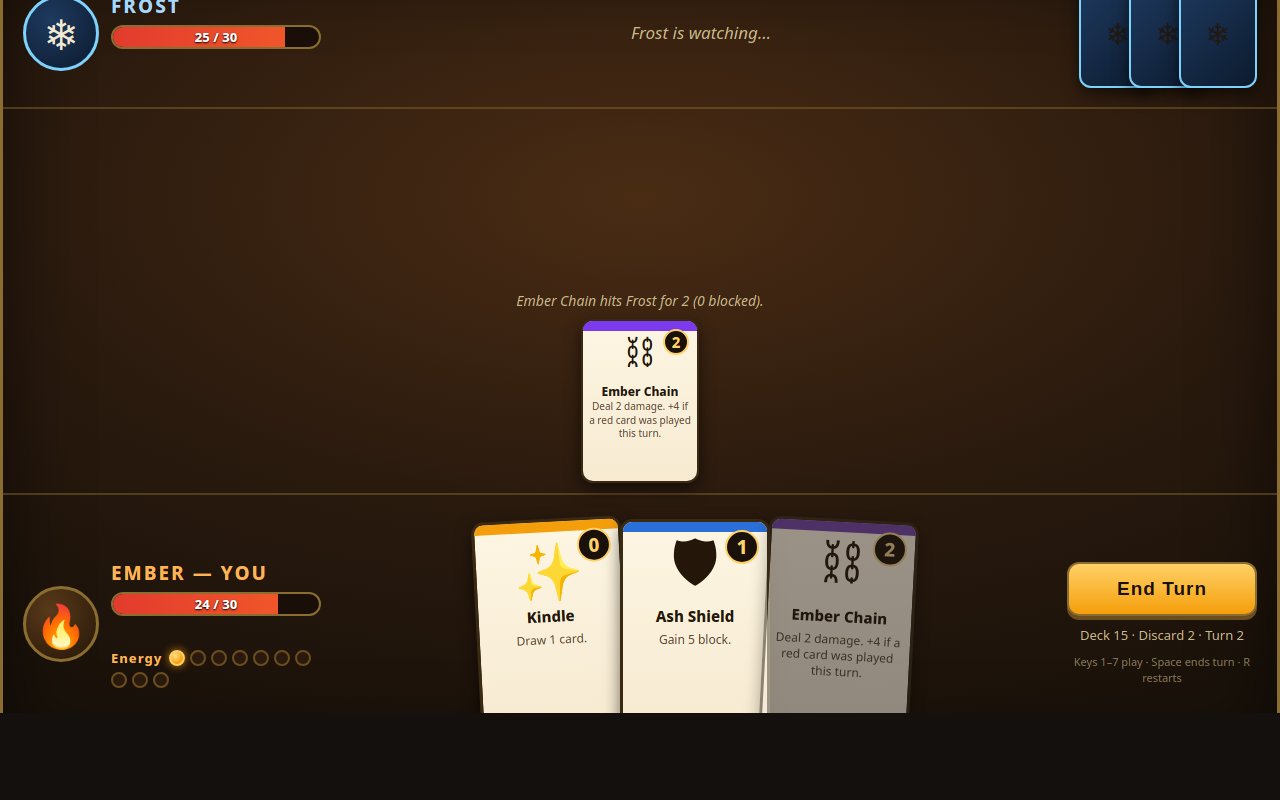 FROST
25 / 30
Frost is watching...
Ember Chain hits Frost for 2 (0 blocked).
2
Ember Chain
Deal 2 damage. +4 if
a red card was played
this turn.
EMBER — YOU
24 / 30
Energy
0
Kindle
Draw 1 card.
1
Ash Shield
Gain 5 block.
2
Ember Chain
Deal 2 damage. +4 if a
red card was played
this turn.
End Turn
Deck 15 · Discard 2 · Turn 2
Keys 1–7 play · Space ends turn · R
restarts